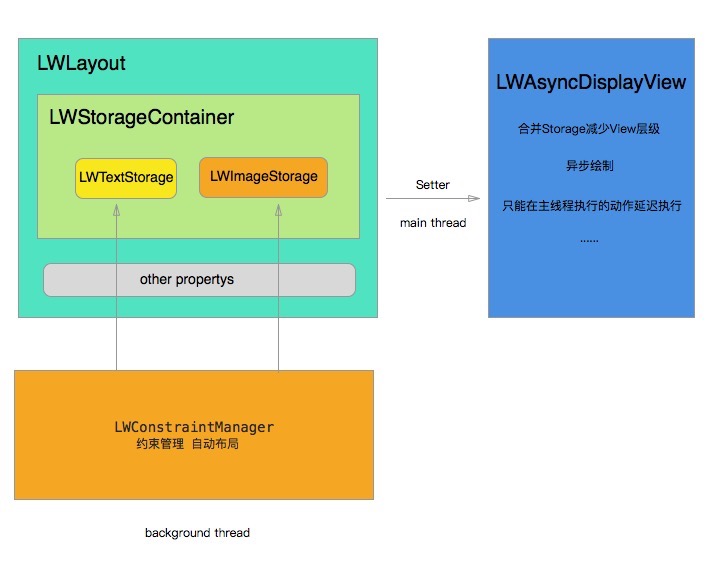 LWLayout
LWStorageContainer
LWTextStorage
LWImageStorage
other propertys
LWConstraintManager
约束管理 自动布局
background thread
Setter
main thread
LWAsyncDisplayView
合并Storage减少View层级
异步绘制
只能在主线程执行的动作延迟执行
......